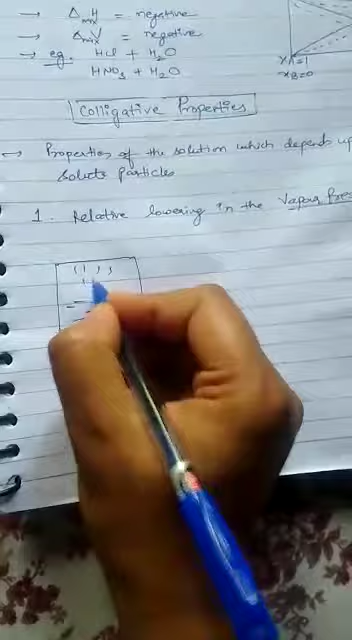 → ΔmixH = negative
→ ΔmixV = negative
→ eg. HCl + H2O
HNO3 + H2O
xA=1
xB=0
Colligative Properties
↔ Properties of the solution which depends up
solute particles
1. Relative lowering in the Vapour Pre